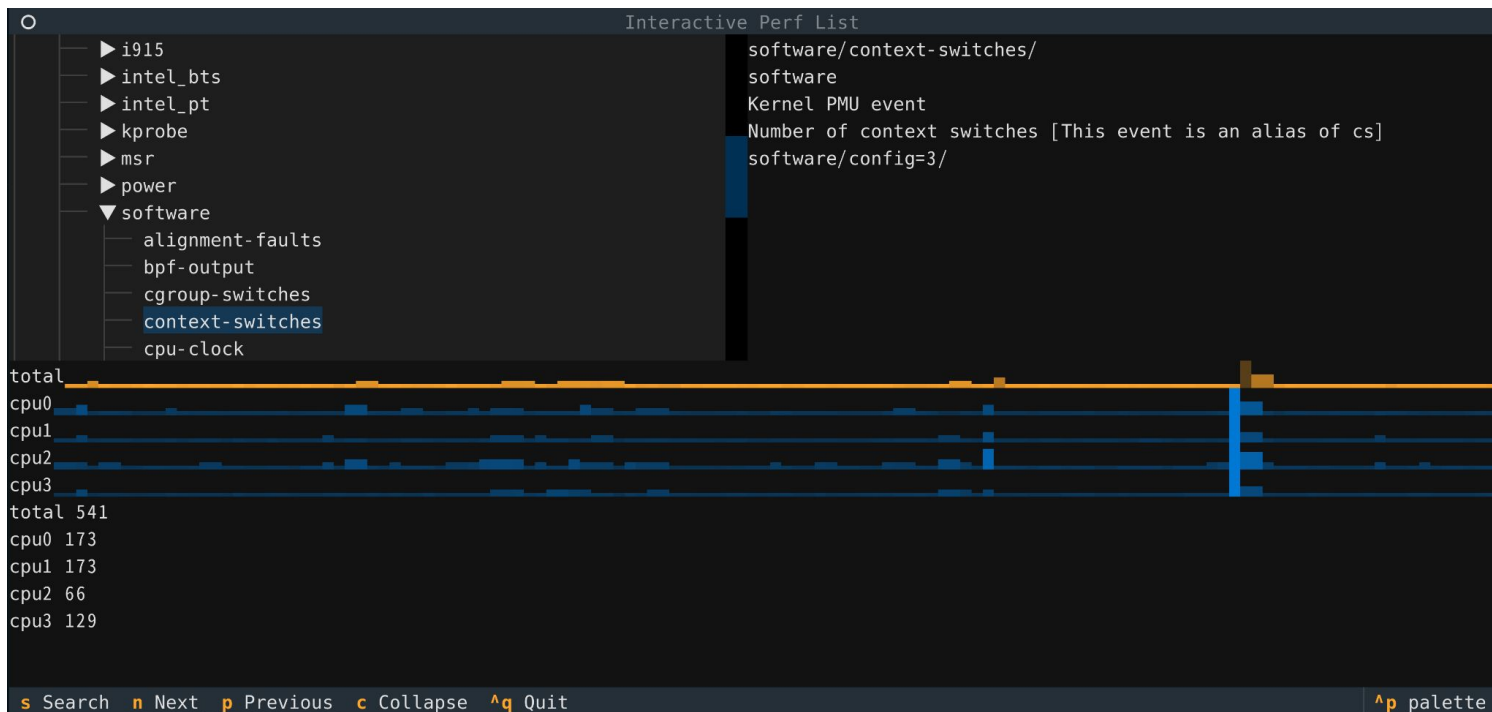 Interactive Perf List
▶ i915
▶ intel_bts
▶ intel_pt
▶ kprobe
▶ msr
▶ power
▼ software
alignment-faults
bpf-output
cgroup-switches
context-switches
cpu-clock
software/context-switches/
software
Kernel PMU event
Number of context switches [This event is an alias of cs]
software/config=3/
total
cpu0
cpu1
cpu2
cpu3
total 541
cpu0 173
cpu1 173
cpu2 66
cpu3 129
s Search n Next p Previous c Collapse ^q Quit ^p palette